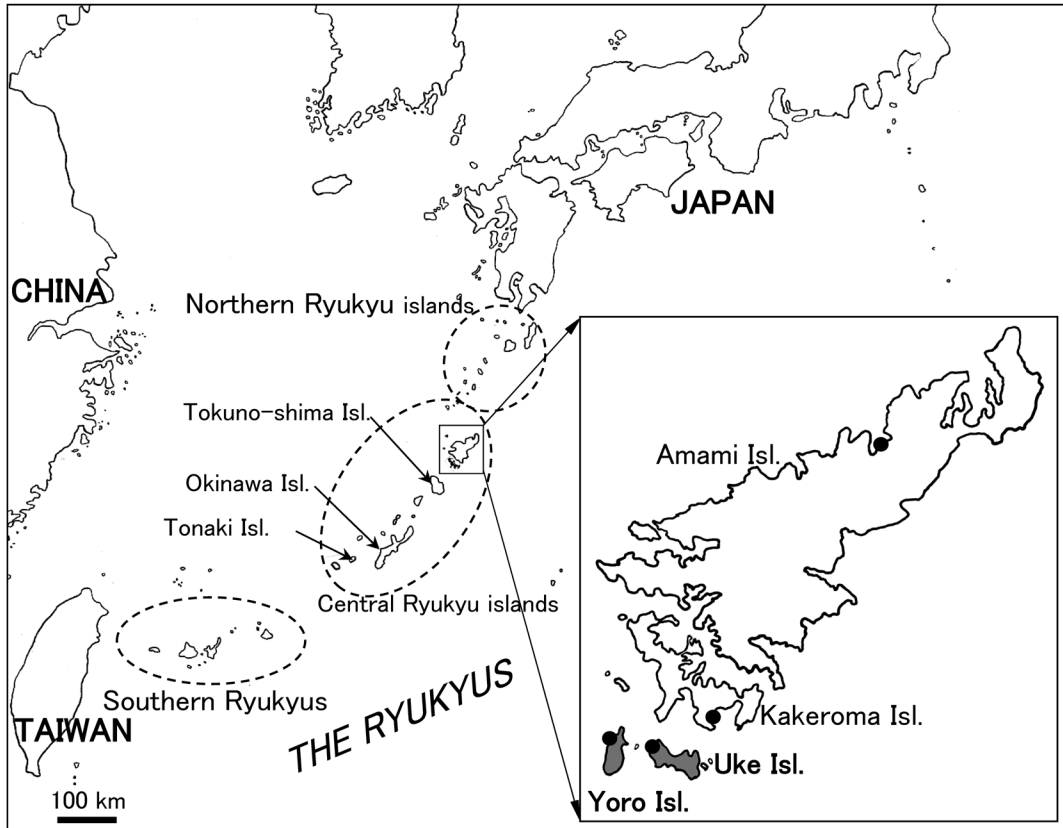 JAPAN
CHINA
Northern Ryukyu islands
Tokuno-shima Isl.
Amami Isl.
Okinawa Isl.
Tonaki Isl.
Central Ryukyu islands
Southern Ryukyus
THE RYUKYUS
TAIWAN
Kakeroma Isl.
Uke Isl.
Yoro Isl.
100 km